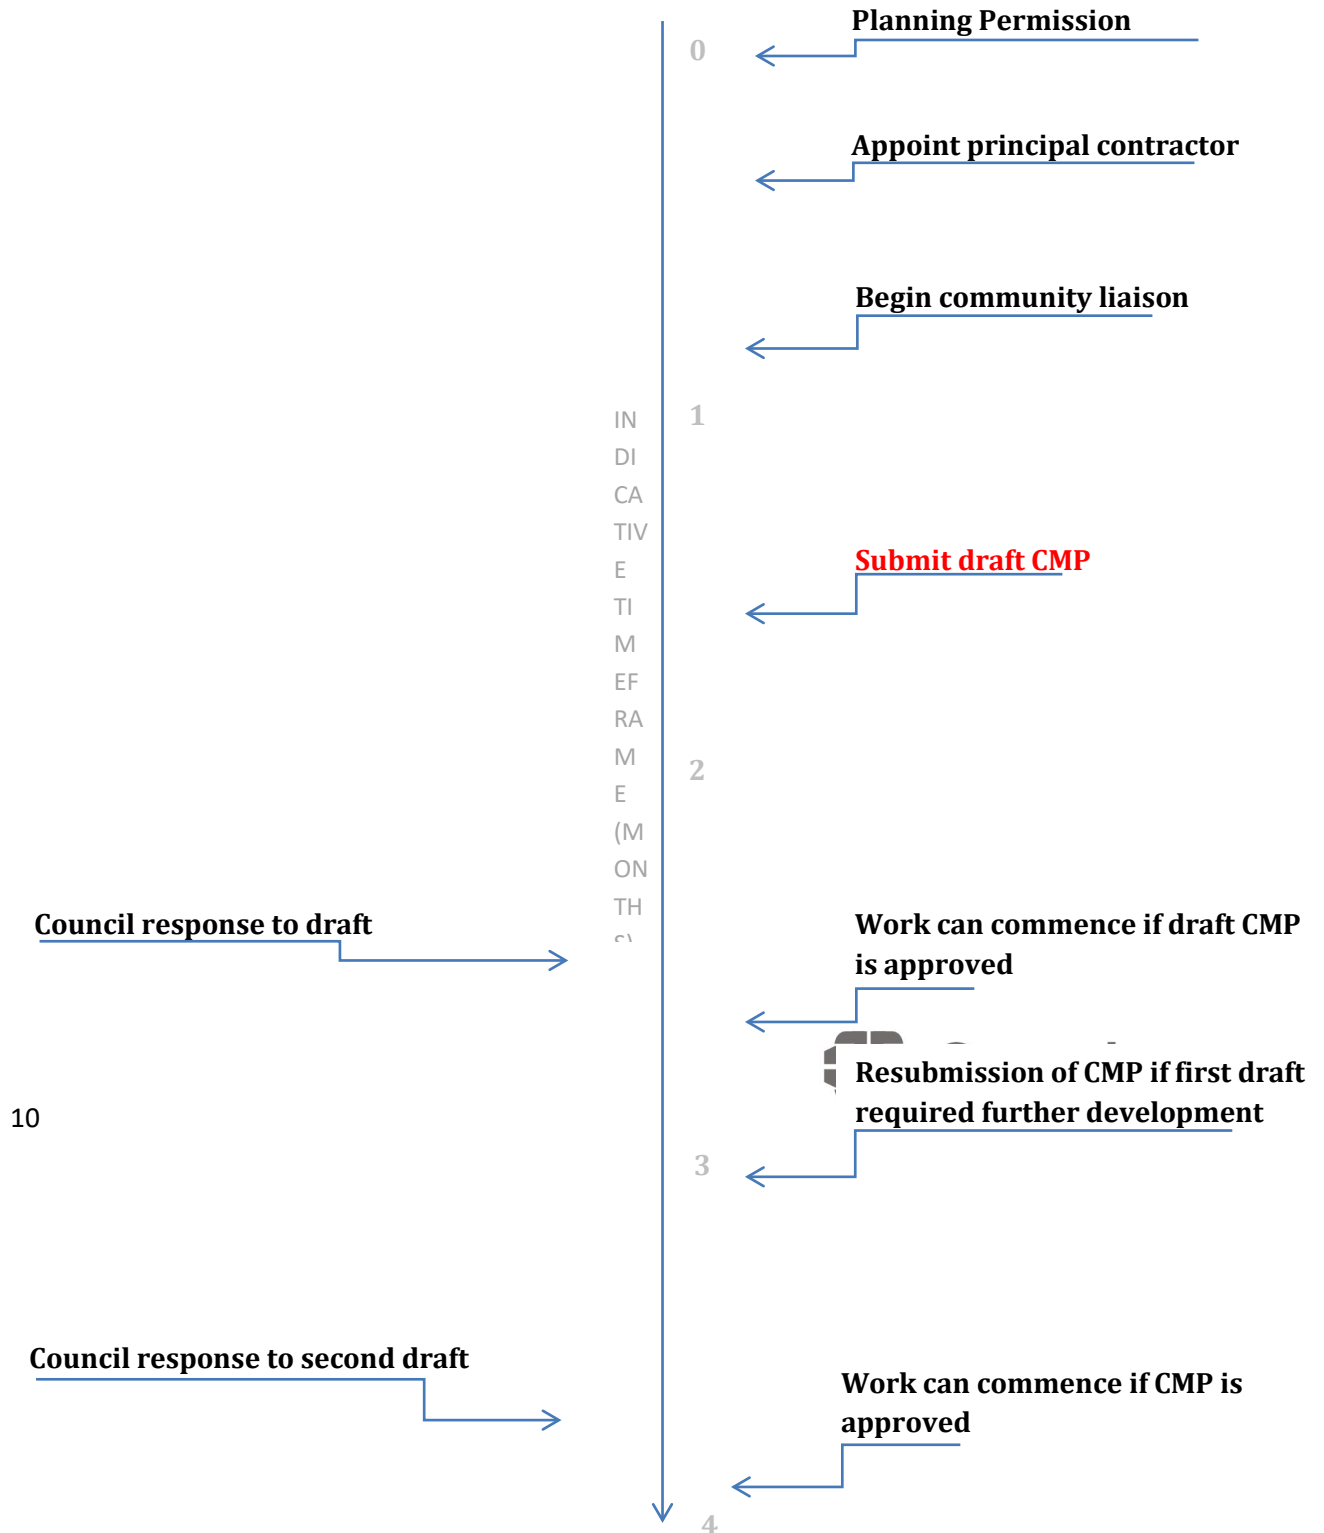 Planning Permission
0
Appoint principal contractor
Begin community liaison
1
IN
DI
CA
TIV
E
TI
M
EF
RA
M
E
(M
ON
TH
S)
Submit draft CMP
2
Council response to draft
Work can commence if draft CMP
is approved
Resubmission of CMP if first draft
required further development
10
3
Council response to second draft
Work can commence if CMP is
approved
4